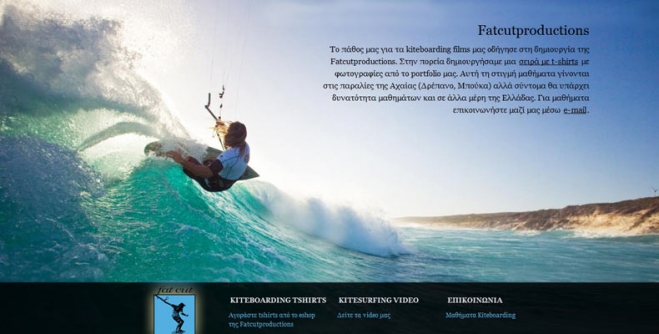 Fatcutproductions
Το πάθος μας για τα kiteboarding films μας οδήγησε στη δημιουργία της
Fatcutproductions. Στην πορεία δημιουργήσαμε μια σειρά με t-shirts με
φωτογραφίες από το portfolio μας. Αυτή τη στιγμή μαθήματα γίνονται
στις παραλίες της Αχαίας (Δρέπανο, Μπούκα) αλλά σύντομα θα υπάρχει
δυνατότητα μαθημάτων και σε άλλα μέρη της Ελλάδας. Για μαθήματα
επικοινωνήστε μαζί μας μέσω e-mail.
fat cut
KITEBOARDING TSHIRTS KITESURFING VIDEO ΕΠΙΚΟΙΝΩΝΙΑ
Αγοράστε tshirts από το eshop Δείτε τα video μας Μαθήματα Kiteboarding
της Fatcutproductions